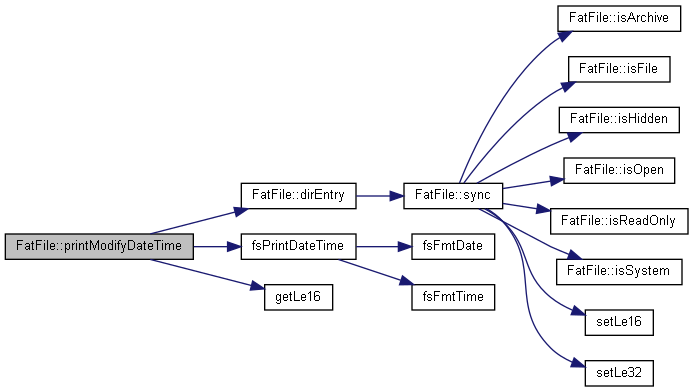 FatFile::isArchive
FatFile::isFile
FatFile::isHidden
FatFile::isOpen
FatFile::dirEntry
FatFile::sync
FatFile::isReadOnly
FatFile::printModifyDateTime
fsPrintDateTime
fsFmtDate
FatFile::isSystem
getLe16
fsFmtTime
setLe16
setLe32